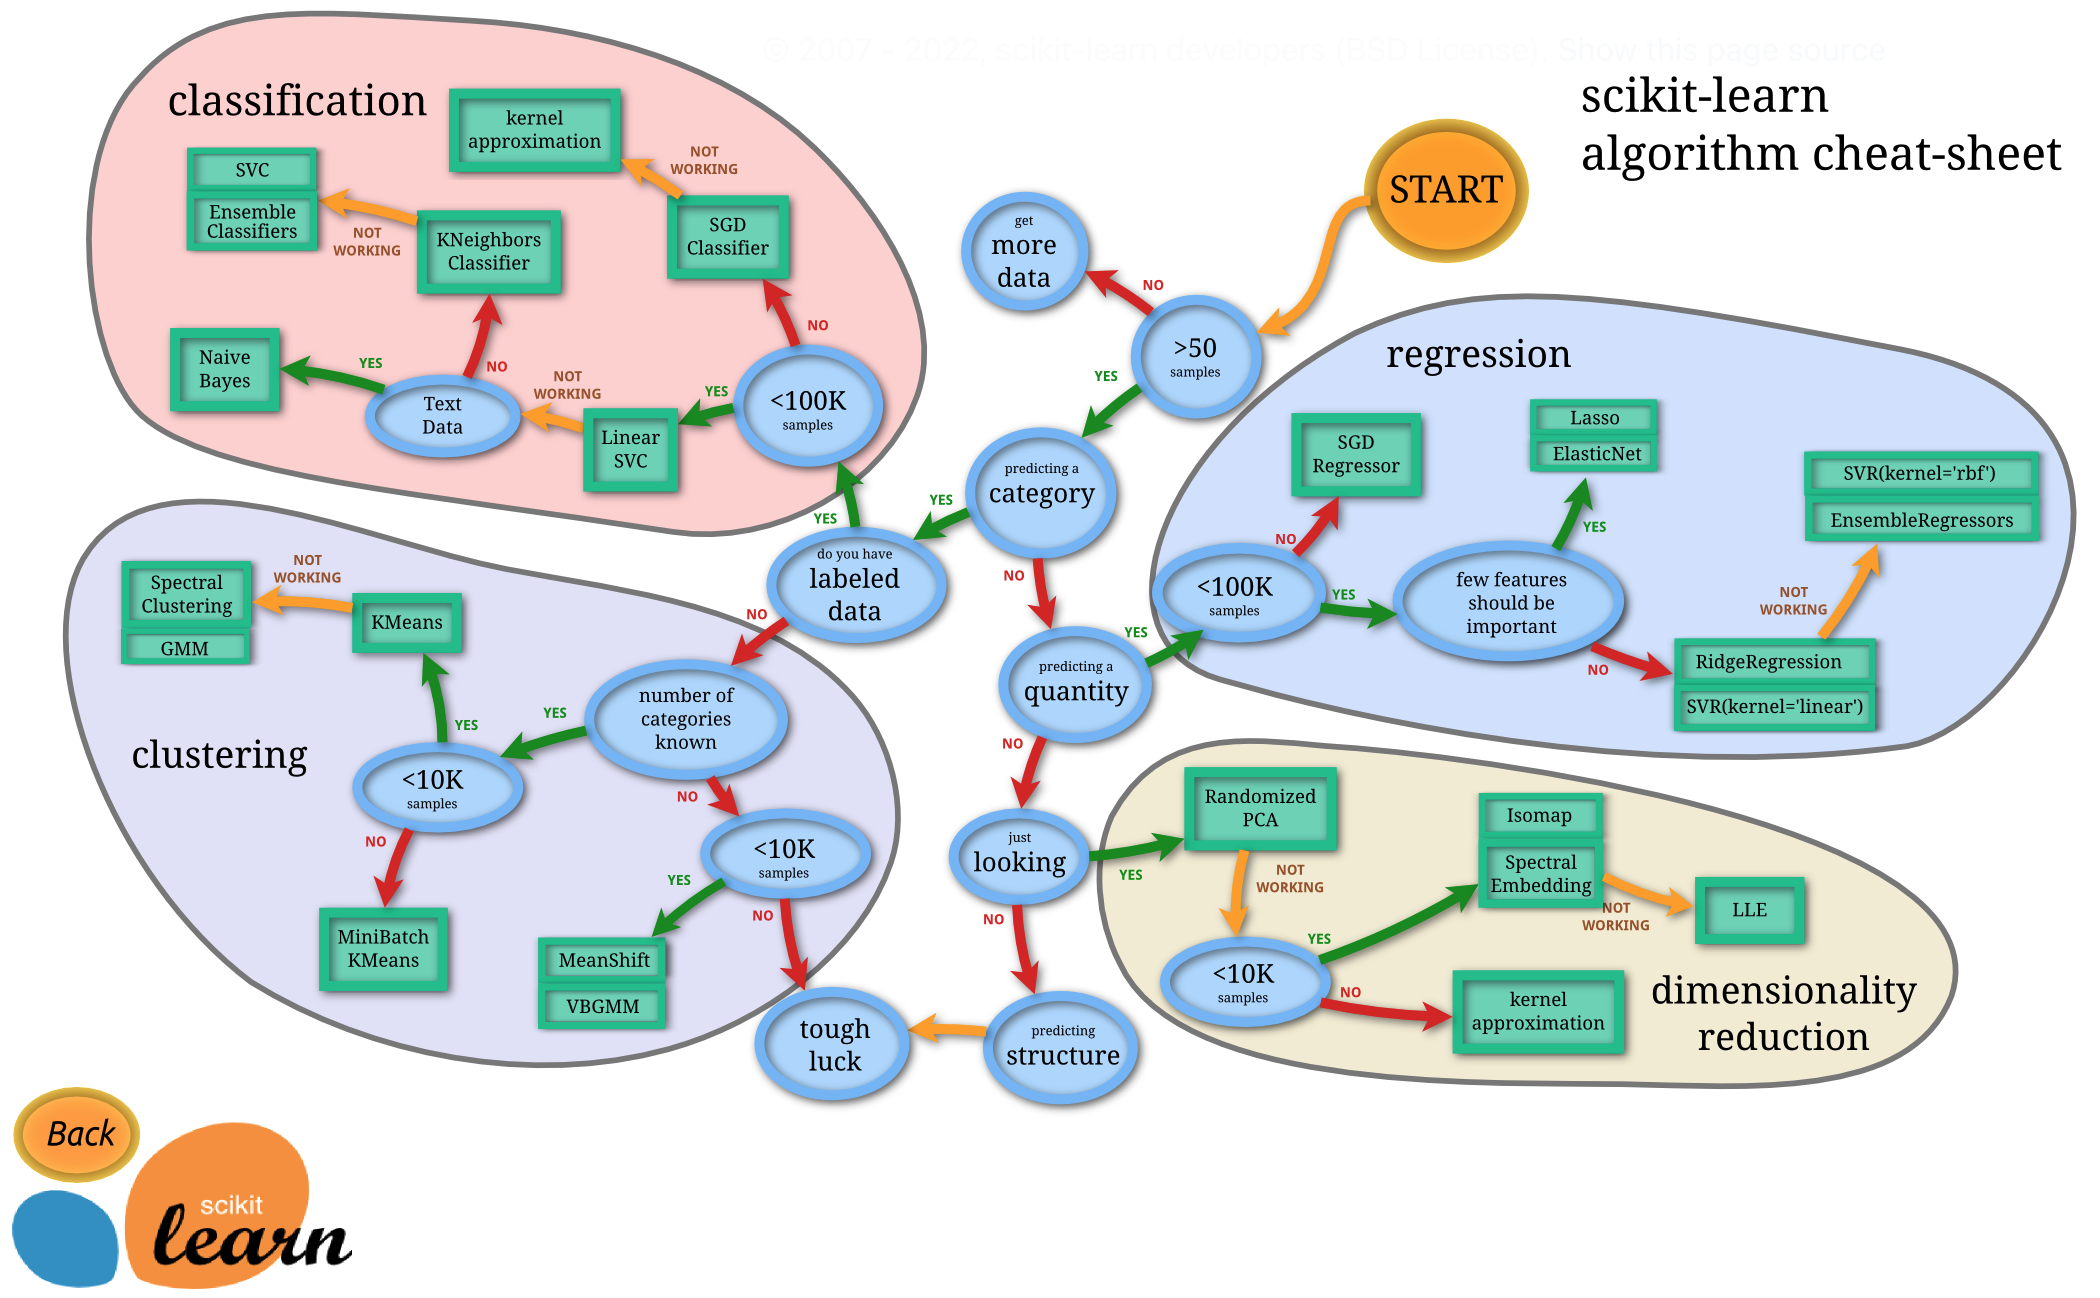 © 2007 - 2022, scikit-learn developers (BSD License). Show this page source
scikit-learn
algorithm cheat-sheet
START
get
more
data
NO
>50
samples
YES
predicting a
category
YES
NO
do you have
labeled
data
YES
NO
predicting a
quantity
YES
NO
just
looking
YES
NO
predicting
structure
tough
luck
classification
kernel
approximation
NOT
WORKING
SVC
Ensemble
Classifiers
NOT
WORKING
KNeighbors
Classifier
SGD
Classifier
NO
Naive
Bayes
YES
NO
Text
Data
NOT
WORKING
Linear
SVC
YES
<100K
samples
regression
SGD
Regressor
NO
<100K
samples
YES
Lasso
ElasticNet
YES
few features
should be
important
NO
SVR(kernel='rbf')
EnsembleRegressors
NOT
WORKING
RidgeRegression
SVR(kernel='linear')
clustering
Spectral
Clustering
GMM
NOT
WORKING
KMeans
YES
<10K
samples
YES
number of
categories
known
NO
NO
MiniBatch
KMeans
<10K
samples
YES
NO
MeanShift
VBGMM
dimensionality
reduction
Randomized
PCA
NOT
WORKING
<10K
samples
YES
NO
Isomap
Spectral
Embedding
NOT
WORKING
LLE
kernel
approximation
Back
scikit
learn